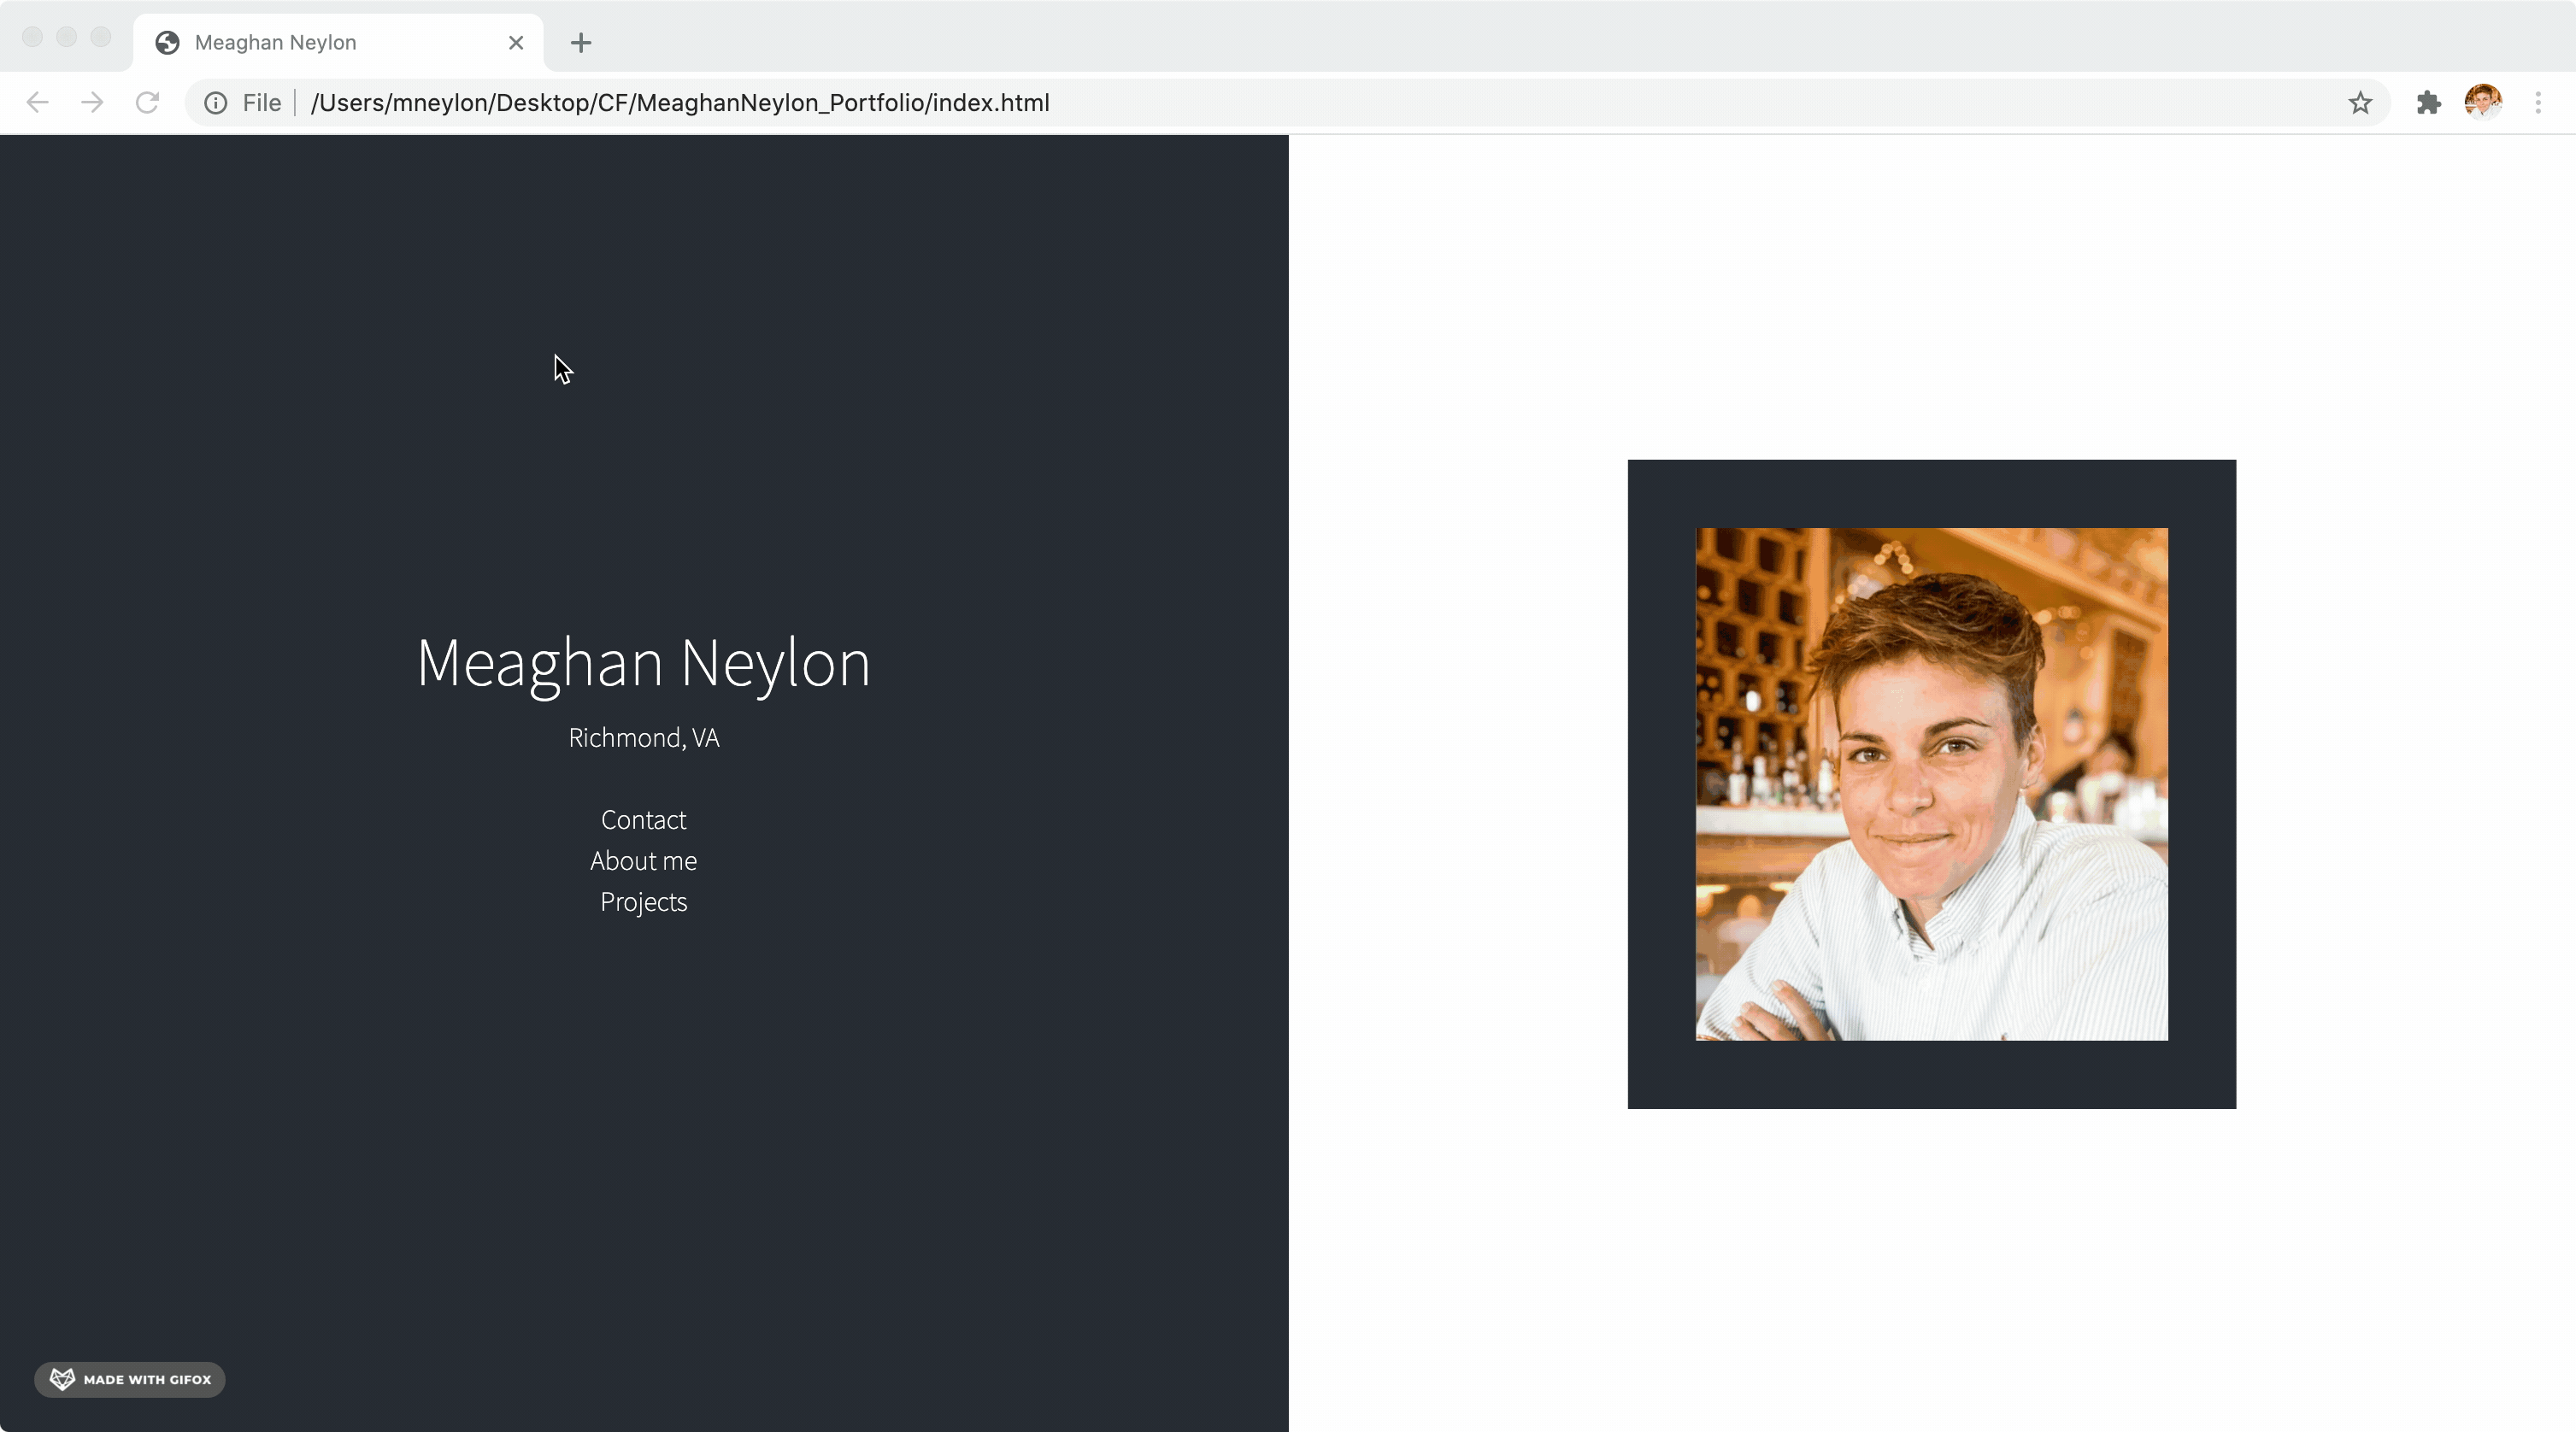 Meaghan Neylon
File
/Users/mneylon/Desktop/CF/MeaghanNeylon_Portfolio/index.html
Meaghan Neylon
Richmond, VA
Contact
About me
Projects
MADE WITH GIFOX